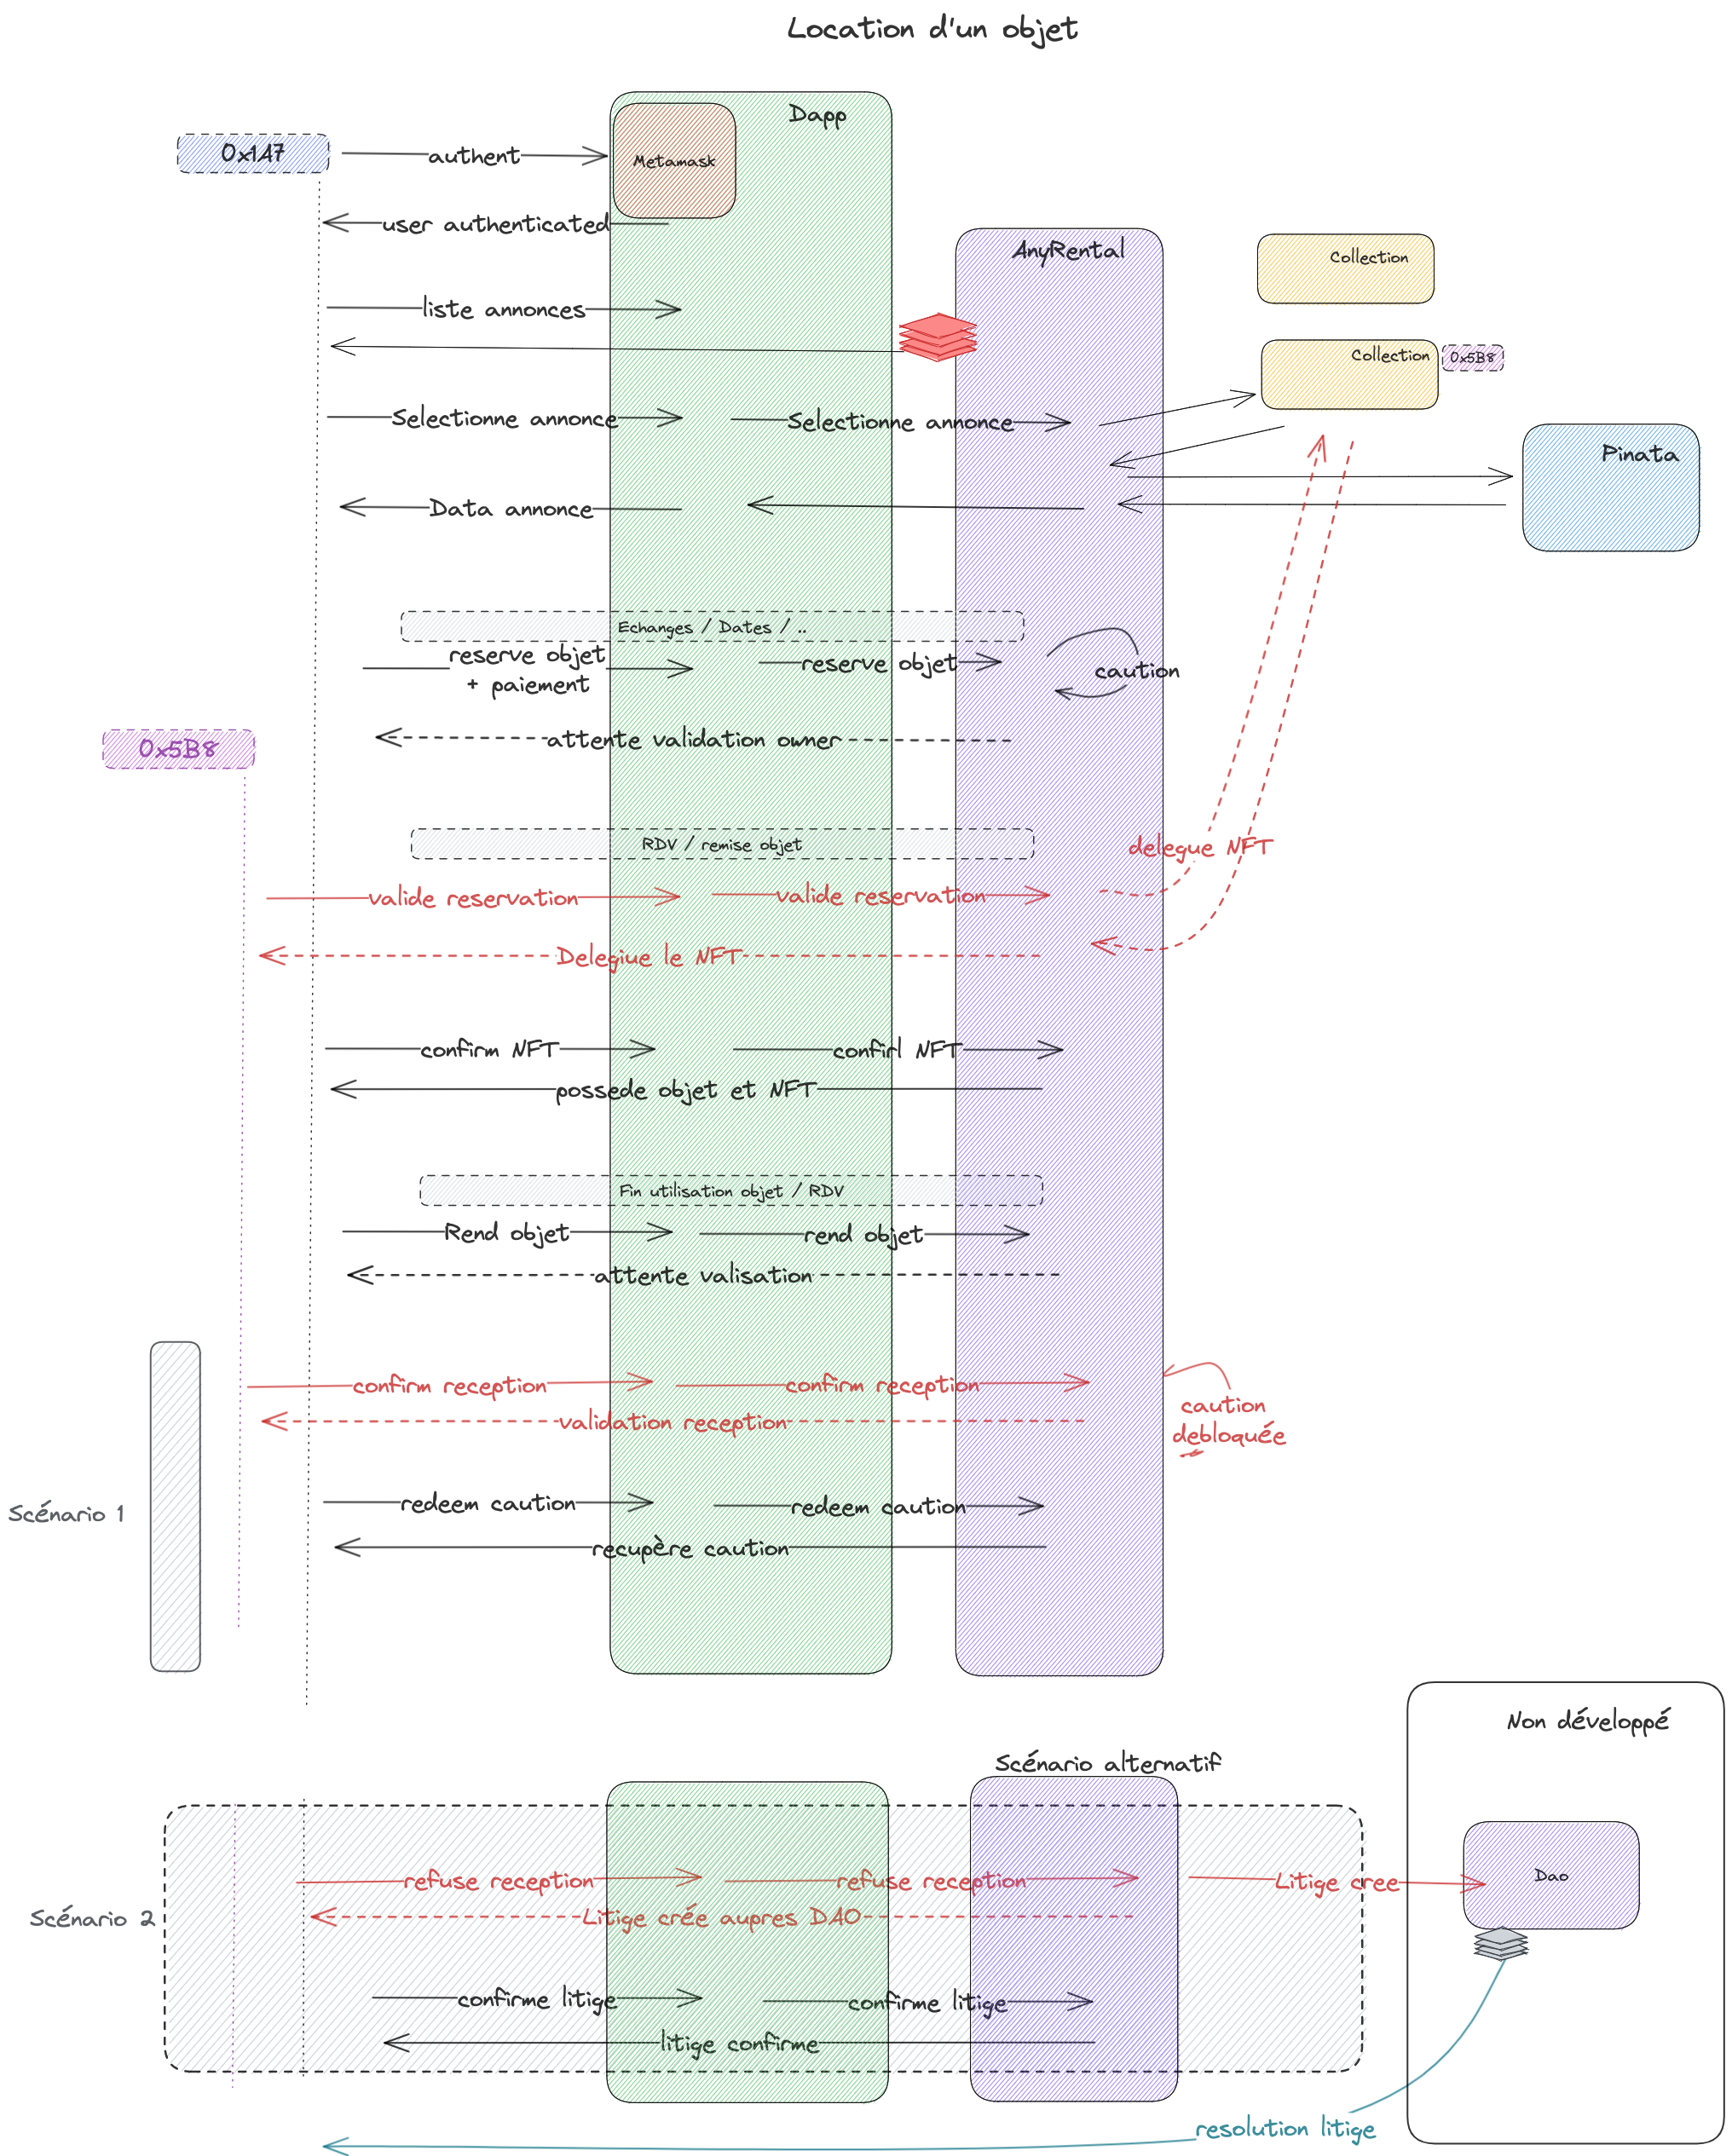 Location d'un objet
Dapp
0x1A7
authent
Metamask
user authenticated
AnyRental
Collection
liste annonces
Collection
0x5B8
Selectionne annonce
Selectionne annonce
Pinata
Data annonce
Echanges / Dates / ..
reserve objet
+ paiement
reserve objet
caution
attente validation owner
0x5B8
RDV / remise objet
delegue NFT
valide reservation
valide reservation
Delegiue le NFT
confirm NFT
confirl NFT
possede objet et NFT
Fin utilisation objet / RDV
Rend objet
rend objet
attente valisation
confirm reception
confirm reception
caution
debloquée
validation reception
Scénario 1
redeem caution
redeem caution
recupère caution
Non développé
Scénario alternatif
refuse reception
refuse reception
Litige cree
Dao
Scénario 2
Litige crée aupres DAO
confirme litige
confirme litige
litige confirme
resolution litige